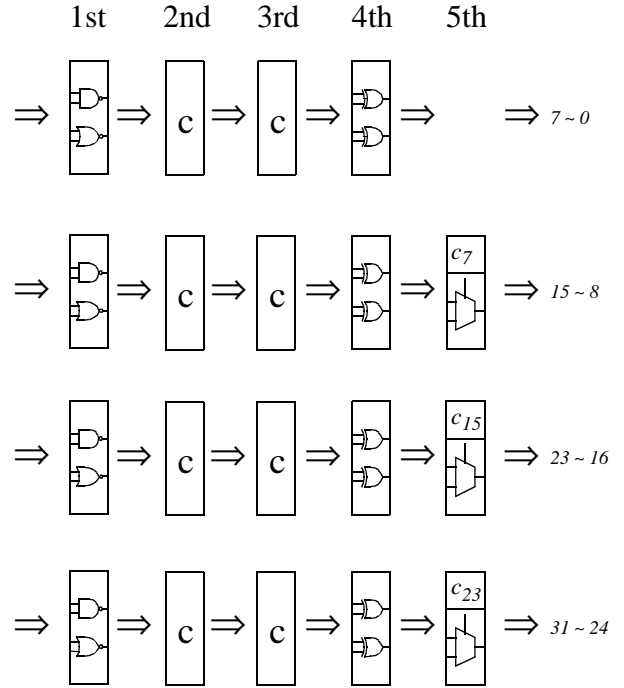 1st 2nd 3rd 4th 5th
c c 7 ~ 0
c c c7 15 ~ 8
c c c15 23 ~ 16
c c c23 31 ~ 24